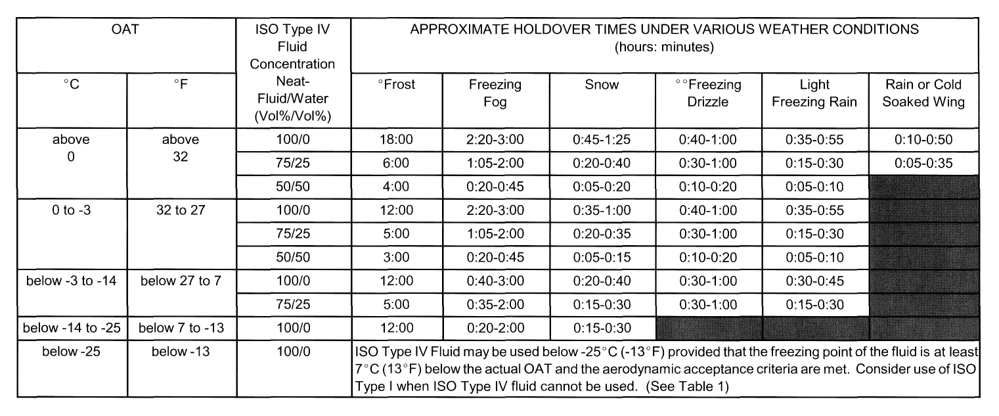 OAT ISO Type IV Fluid Concentration Neat-Fluid/Water (Vol%/Vol%) APPROXIMATE HOLDOVER TIMES UNDER VARIOUS WEATHER CONDITIONS (hours: minutes)
°C °F °Frost Freezing Fog Snow °°Freezing Drizzle Light Freezing Rain Rain or Cold Soaked Wing
above 0 above 32 100/0 18:00 2:20-3:00 0:45-1:25 0:40-1:00 0:35-0:55 0:10-0:50
75/25 6:00 1:05-2:00 0:20-0:40 0:30-1:00 0:15-0:30 0:05-0:35
50/50 4:00 0:20-0:45 0:05-0:20 0:10-0:20 0:05-0:10
0 to -3 32 to 27 100/0 12:00 2:20-3:00 0:35-1:00 0:40-1:00 0:35-0:55
75/25 5:00 1:05-2:00 0:20-0:35 0:30-1:00 0:15-0:30
50/50 3:00 0:20-0:45 0:05-0:15 0:10-0:20 0:05-0:10
below -3 to -14 below 27 to 7 100/0 12:00 0:40-3:00 0:20-0:40 0:30-1:00 0:30-0:45
75/25 5:00 0:35-2:00 0:15-0:30 0:30-1:00 0:15-0:30
below -14 to -25 below 7 to -13 100/0 12:00 0:20-2:00 0:15-0:30
below -25 below -13 100/0 ISO Type IV Fluid may be used below -25°C (-13°F) provided that the freezing point of the fluid is at least
7°C (13°F) below the actual OAT and the aerodynamic acceptance criteria are met. Consider use of ISO
Type I when ISO Type IV fluid cannot be used. (See Table 1)